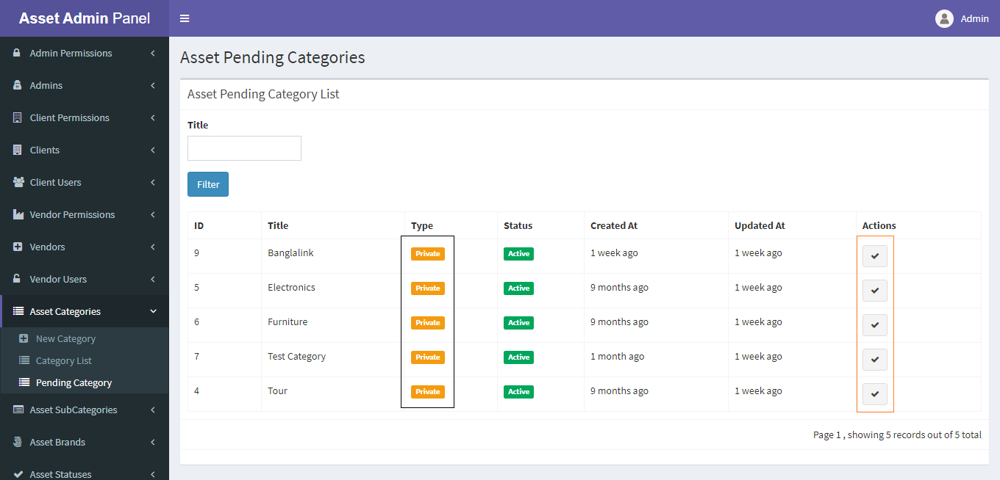 Asset Admin Panel
Admin
Admin Permissions
Admins
Client Permissions
Clients
Client Users
Vendor Permissions
Vendors
Vendor Users
Asset Categories
New Category
Category List
Pending Category
Asset SubCategories
Asset Brands
Asset Statuses
Asset Pending Categories
Asset Pending Category List
Title
Filter
ID Title Type Status Created At Updated At Actions
9 Banglalink Private Active 1 week ago 1 week ago
5 Electronics Private Active 9 months ago 1 week ago
6 Furniture Private Active 9 months ago 1 week ago
7 Test Category Private Active 1 month ago 1 week ago
4 Tour Private Active 9 months ago 1 week ago
Page 1 , showing 5 records out of 5 total